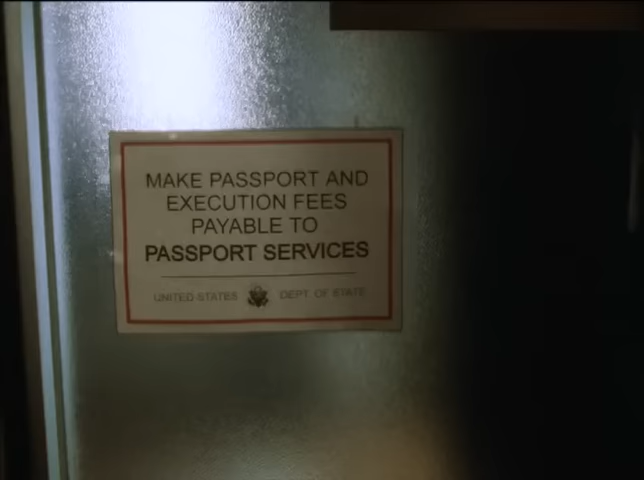 MAKE PASSPORT AND
EXECUTION FEES
PAYABLE TO
PASSPORT SERVICES
UNITED STATES DEPT. OF STATE